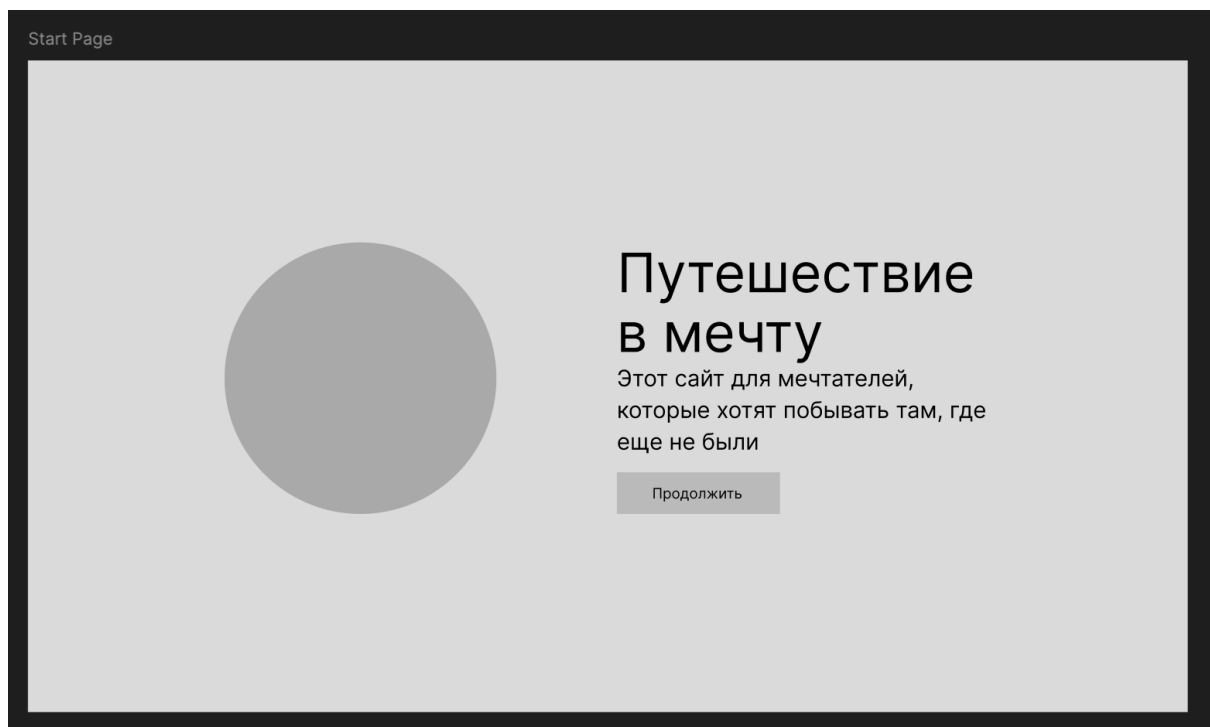 Start Page
Путешествие
в мечту
Этот сайт для мечтателей,
которые хотят побывать там, где
еще не были
Продолжить